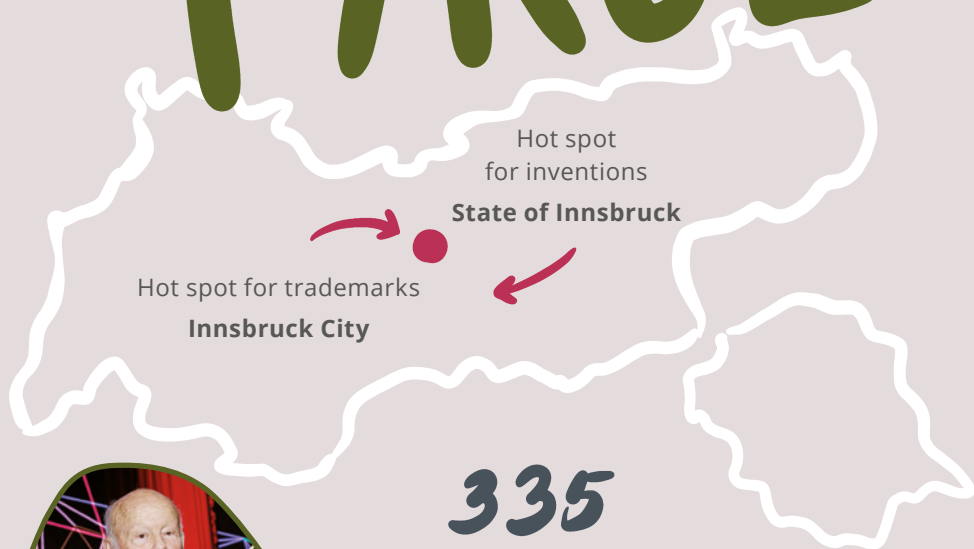 Hot spot
for inventions
State of Innsbruck
Hot spot for trademarks
Innsbruck City
335